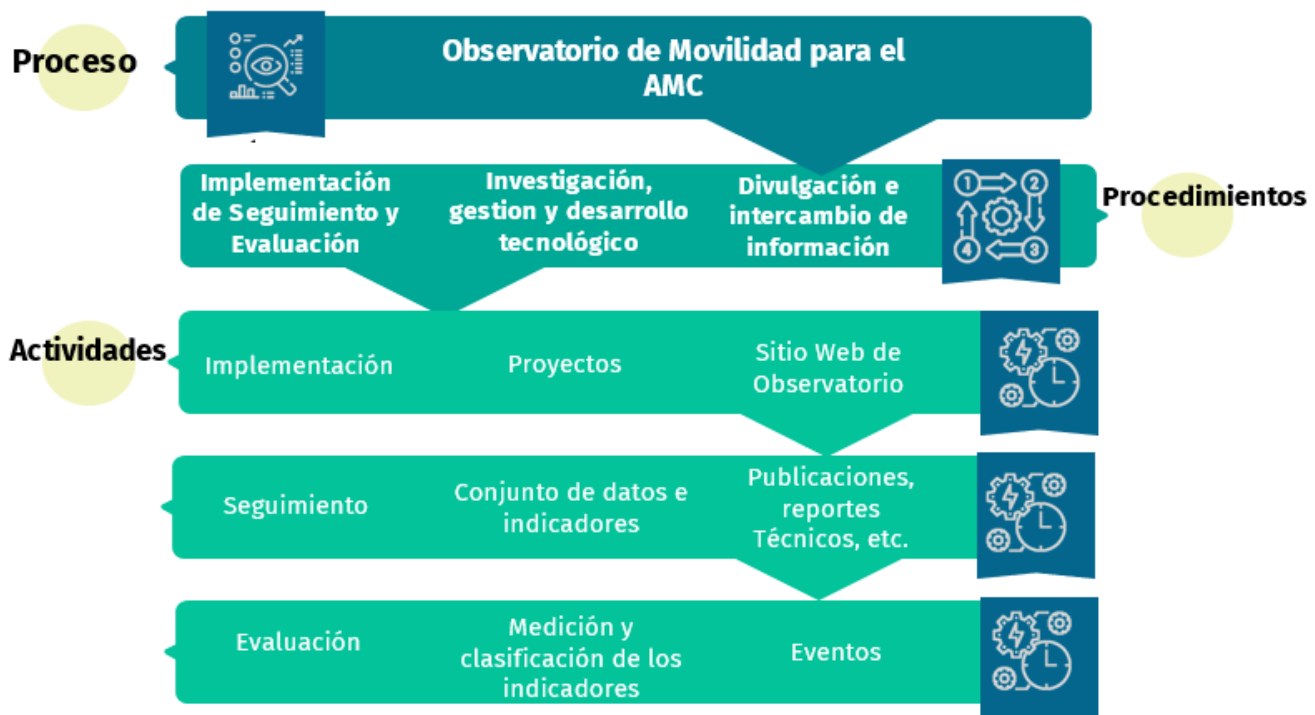 Proceso
Observatorio de Movilidad para el
AMC
Implementación
de Seguimiento y
Evaluación
Investigación,
gestion y desarrollo
tecnológico
Divulgación e
intercambio de
información
1
2
4
3
Procedimientos
Actividades
Implementación
Proyectos
Sitio Web de
Observatorio
Seguimiento
Conjunto de datos e
indicadores
Publicaciones,
reportes
Técnicos, etc.
Evaluación
Medición y
clasificación de los
indicadores
Eventos